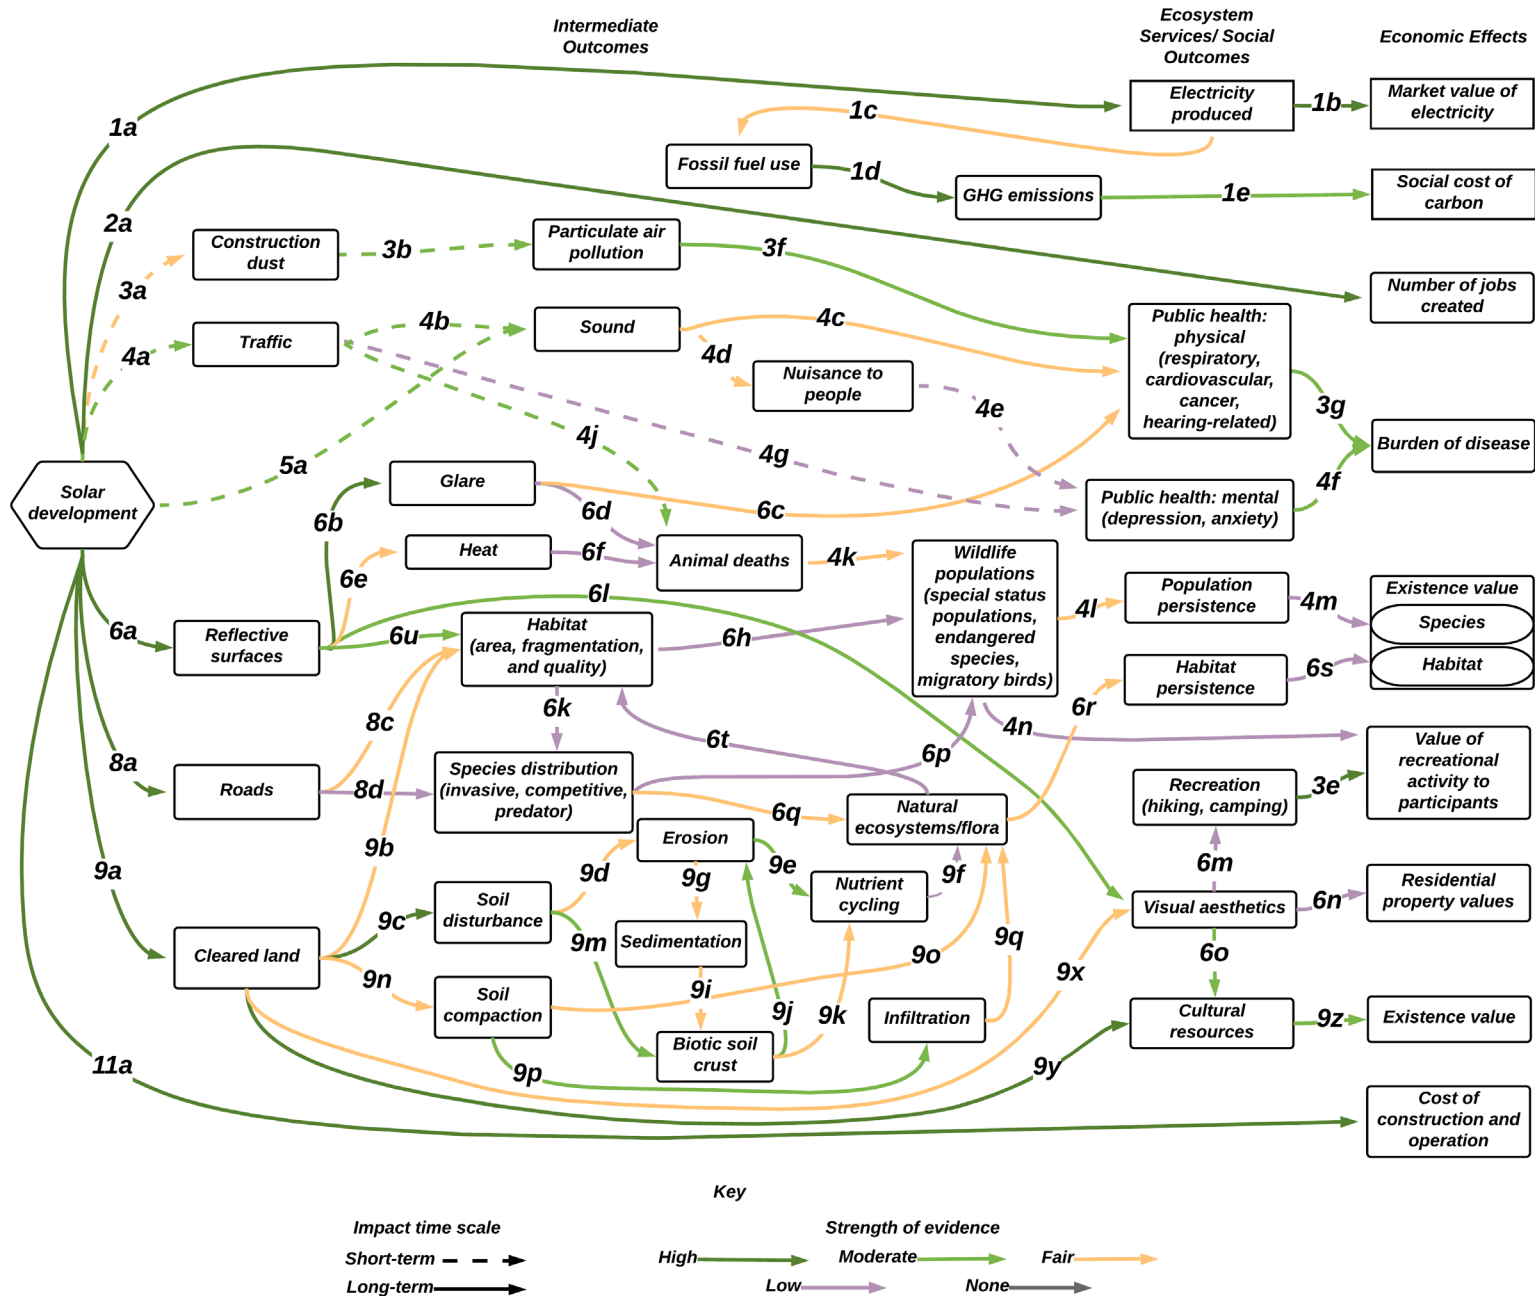 Intermediate
Outcomes
Ecosystem
Services/ Social
Outcomes
Economic Effects
1a
Electricity
produced
1b
Market value of
electricity
1c
Fossil fuel use
1d
GHG emissions
1e
Social cost of
carbon
2a
Construction
dust
3b
Particulate air
pollution
3f
3a
Number of jobs
created
4a
Traffic
4b
Sound
4c
4d
Nuisance to
people
4e
Public health:
physical
(respiratory,
cardiovascular,
cancer,
hearing-related)
3g
Burden of disease
4f
4j
4g
5a
Solar
development
Glare
6b
6d
6c
Public health: mental
(depression, anxiety)
Heat
6e
6f
Animal deaths
4k
Wildlife
populations
(special status
populations,
endangered
species,
migratory birds)
4l
Population
persistence
4m
Existence value
Species
Habitat
6l
6a
Reflective
surfaces
6u
Habitat
(area, fragmentation,
and quality)
6h
Habitat
persistence
6s
6r
6k
8c
6t
6p
4n
Value of
recreational
activity to
participants
8a
Roads
8d
Species distribution
(invasive, competitive,
predator)
6q
Natural
ecosystems/flora
Recreation
(hiking, camping)
3e
9b
9a
Erosion
9d
9e
9g
Nutrient
cycling
9f
6m
Residential
property values
6n
Visual aesthetics
Soil
disturbance
9c
9m
Sedimentation
9q
6o
Cleared land
9n
Soil
compaction
9i
9o
9x
9j
9k
Infiltration
Cultural
resources
9z
Existence value
Biotic soil
crust
9p
9y
11a
Cost of
construction and
operation
Key
Impact time scale
Short-term
Long-term
Strength of evidence
High
Moderate
Fair
Low
None